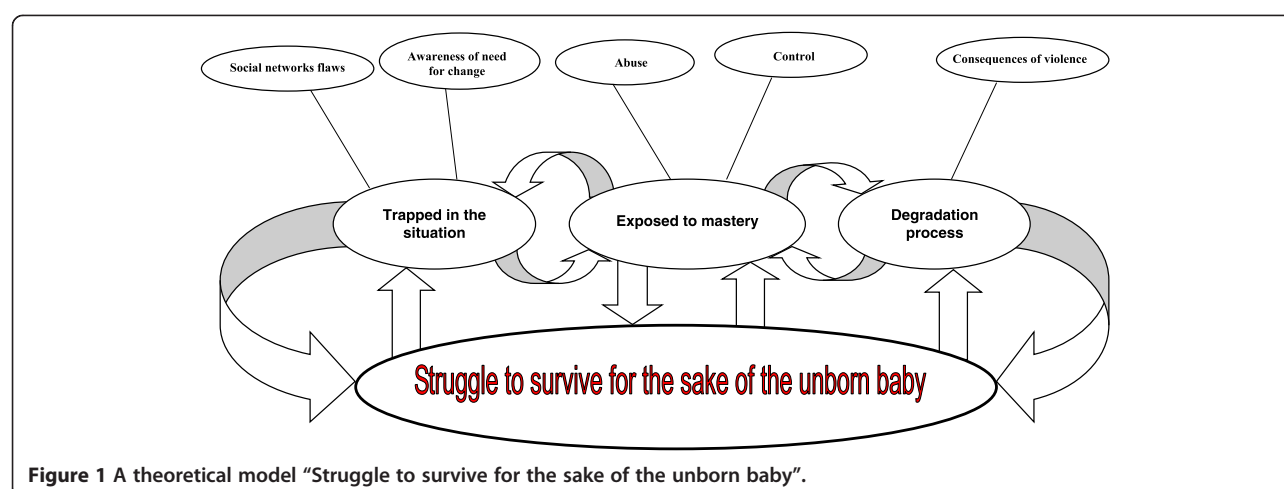 Social networks flaws
Awareness of need
for change
Abuse
Control
Consequences of violence
Trapped in the
situation
Exposed to mastery
Degradation
process
Struggle to survive for the sake of the unborn baby
Figure 1 A theoretical model “Struggle to survive for the sake of the unborn baby”.